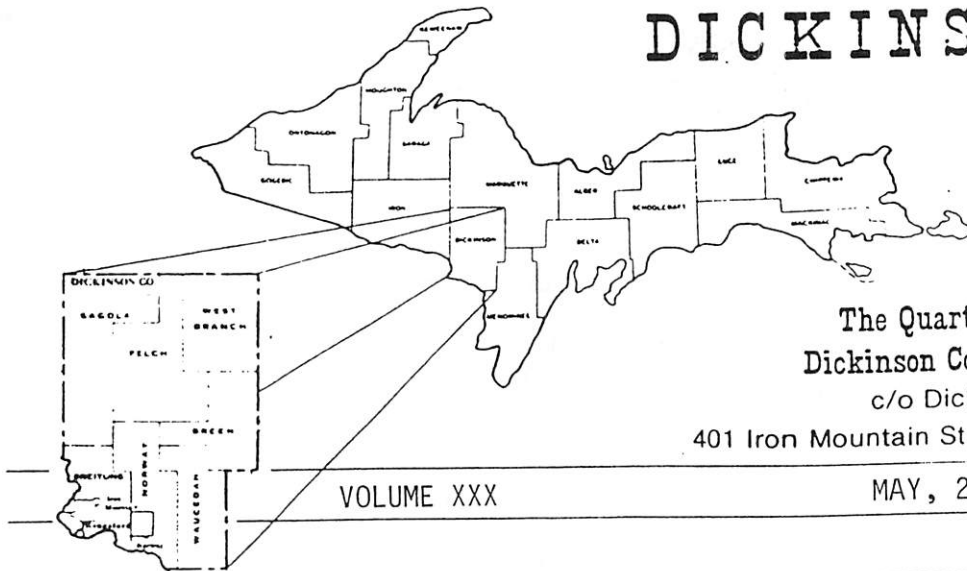 DICKINS
KEWEENAW
HOUGHTON
ONTONAGON
BARAGA
GOGEBIC
IRON
MARQUETTE
ALGER
LUCE
CHIPPEWA
SCHOOLCRAFT
MACKINAC
DICKINSON
DELTA
MENOMINEE
DICKINSON CO
SAGOLA
WEST
BRANCH
FELCH
BREEN
NORWAY
BREITUNG
WAUCEDAH
Kingsford
Norway
The Quart
Dickinson Co
c/o Dic
401 Iron Mountain St
VOLUME XXX
MAY, 2